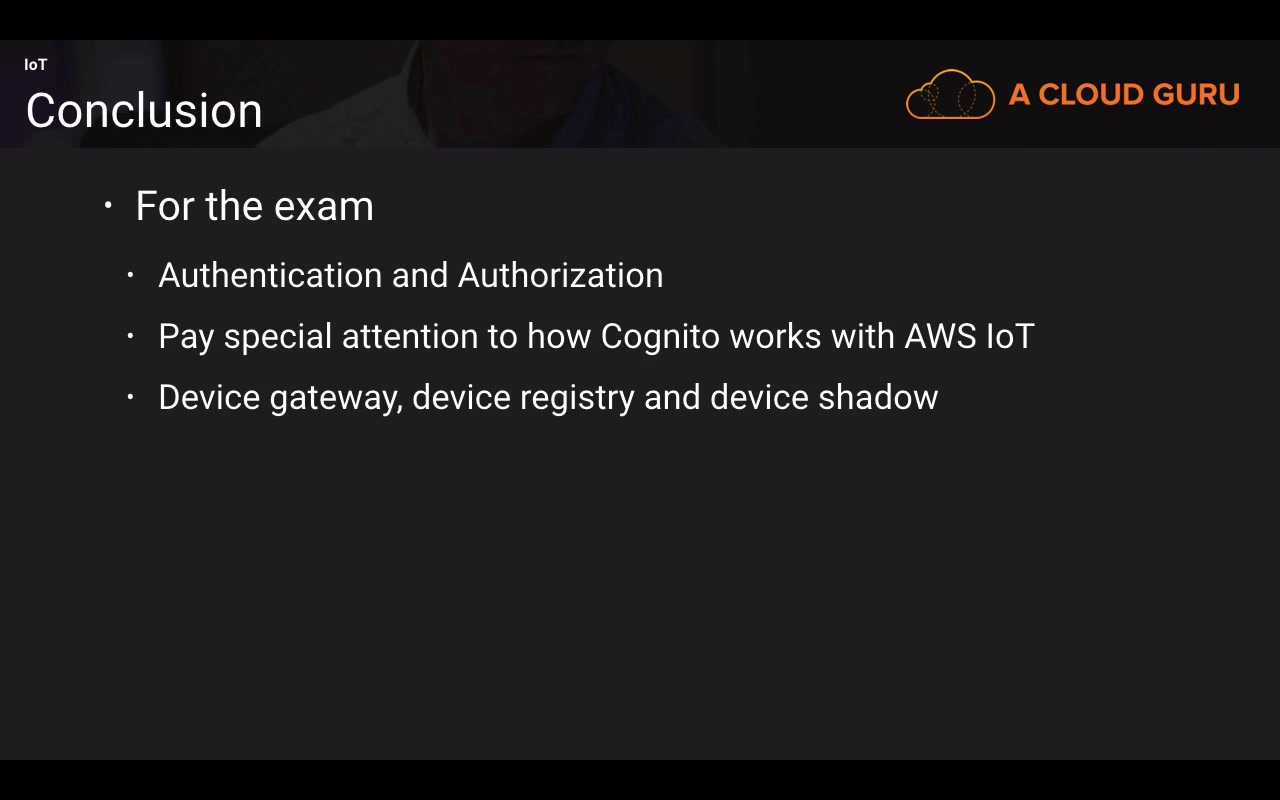 IoT
Conclusion
A CLOUD GURU
• For the exam
• Authentication and Authorization
• Pay special attention to how Cognito works with AWS IoT
• Device gateway, device registry and device shadow